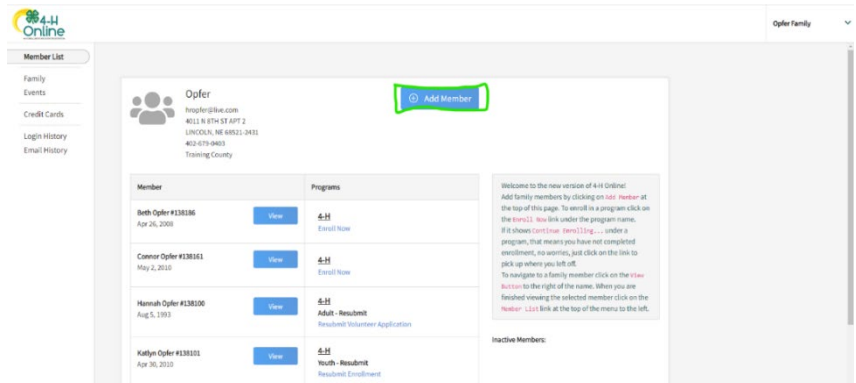 4-H
Online
Opfer Family
Member List
Family
Events
Credit Cards
Login History
Email History
Opfer
hropfer@live.com
4011 N 8TH ST APT 2
LINCOLN, NE 68521-2431
402-679-0403
Training County
Add Member
Member
Programs
Beth Opfer #138186
Apr 26, 2008
View
4-H
Enroll Now
Connor Opfer #138161
May 2, 2010
View
4-H
Enroll Now
Hannah Opfer #138100
Aug 5, 1993
View
4-H
Adult - Resubmit
Resubmit Volunteer Application
Katlyn Opfer #138101
Apr 30, 2010
View
4-H
Youth - Resubmit
Resubmit Enrollment
Welcome to the new version of 4-H Online!
Add family members by clicking on Add Member at
the top of this page. To enroll in a program click on
the Enroll Now link under the program name.
If it shows Continue Enrolling... under a
program, that means you have not completed
enrollment, no worries, just click on the link to
pick up where you left off.
To navigate to a family member click on the View
Button to the right of the name. When you are
finished viewing the selected member click on the
Member List link at the top of the menu to the left.
Inactive Members: